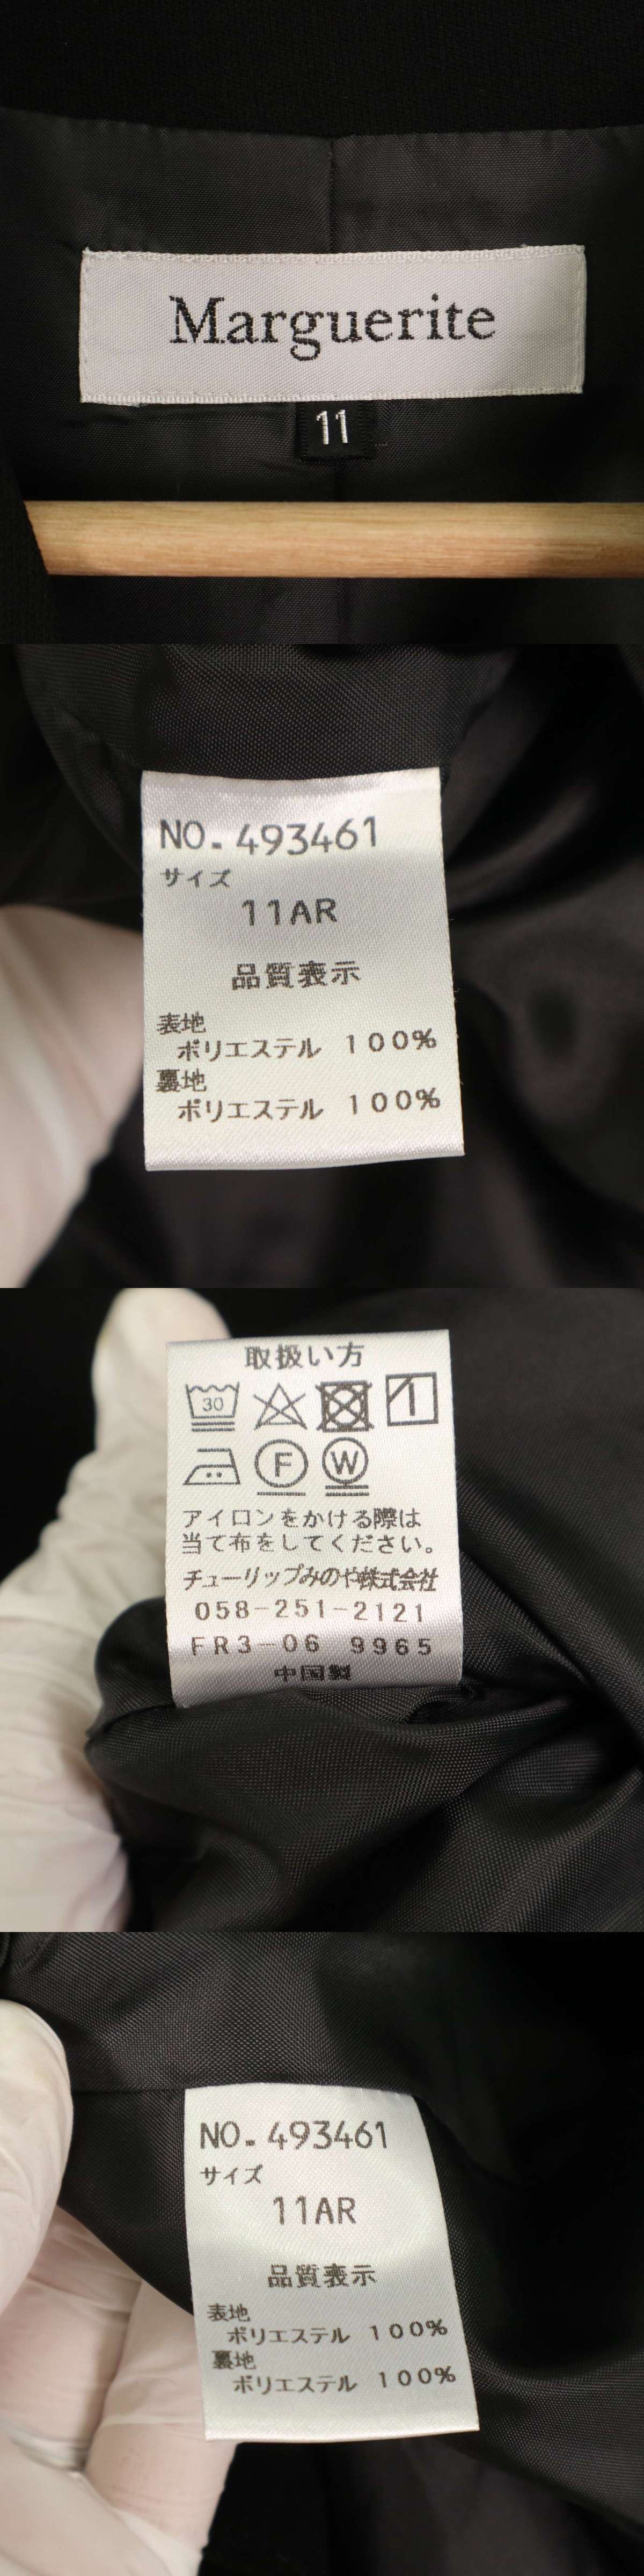 Marguerite
11
NO.493461
サイズ
11AR
品質表示
表地
ポリエステル 100%
裏地
ポリエステル 100%
取扱い方
30
F W
アイロンをかける際は
当て布をしてください。
チューリップみのや株式会社
058-251-2121
FR3-06 9965
中国製
NO.493461
サイズ
11AR
品質表示
表地
ポリエステル 100%
裏地
ポリエステル 100%